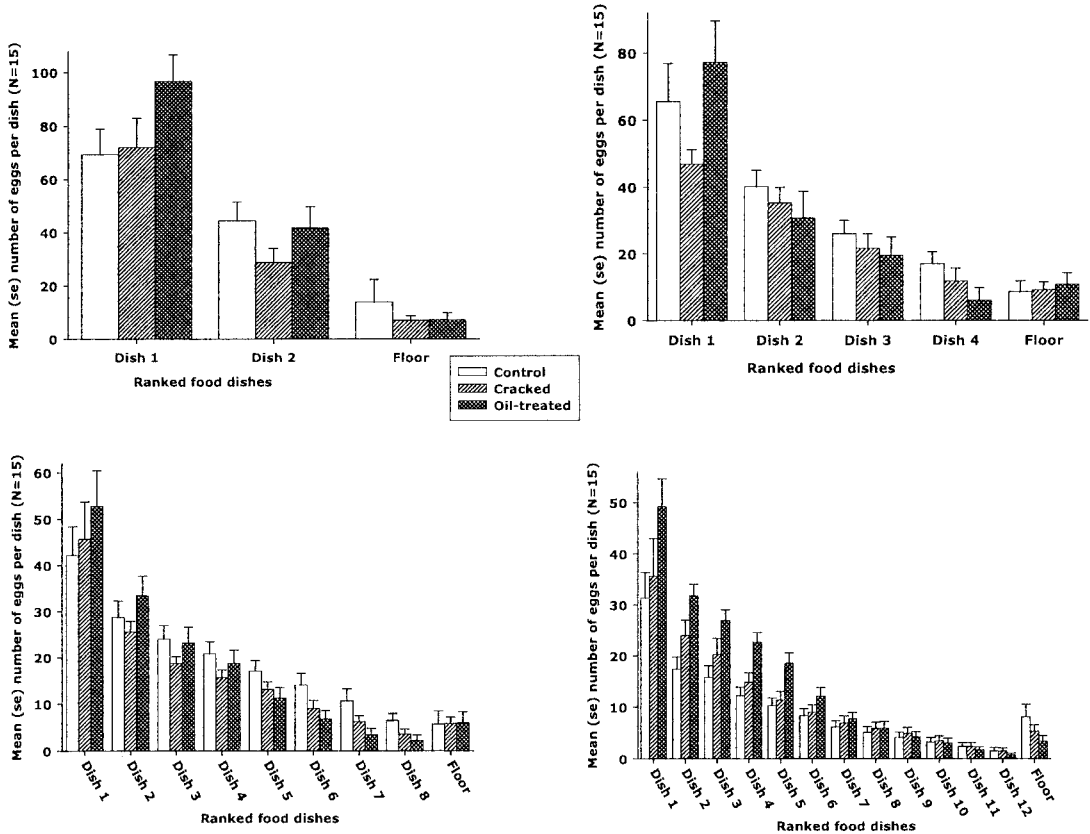 Mean (se) number of eggs per dish (N=15)
100
80
60
40
20
0
Dish 1 Dish 2 Floor
Ranked food dishes
Mean (se) number of eggs per dish (N=15)
80
60
40
20
0
Dish 1 Dish 2 Dish 3 Dish 4 Floor
Ranked food dishes
Control
Cracked
Oil-treated
Mean (se) number of eggs per dish (N=15)
60
50
40
30
20
10
0
Dish 1 Dish 2 Dish 3 Dish 4 Dish 5 Dish 6 Dish 7 Dish 8 Floor
Ranked food dishes
Mean (se) number of eggs per dish (N=15)
50
40
30
20
10
0
Dish 1 Dish 2 Dish 3 Dish 4 Dish 5 Dish 6 Dish 7 Dish 8 Dish 9 Dish 10 Dish 11 Dish 12 Floor
Ranked food dishes